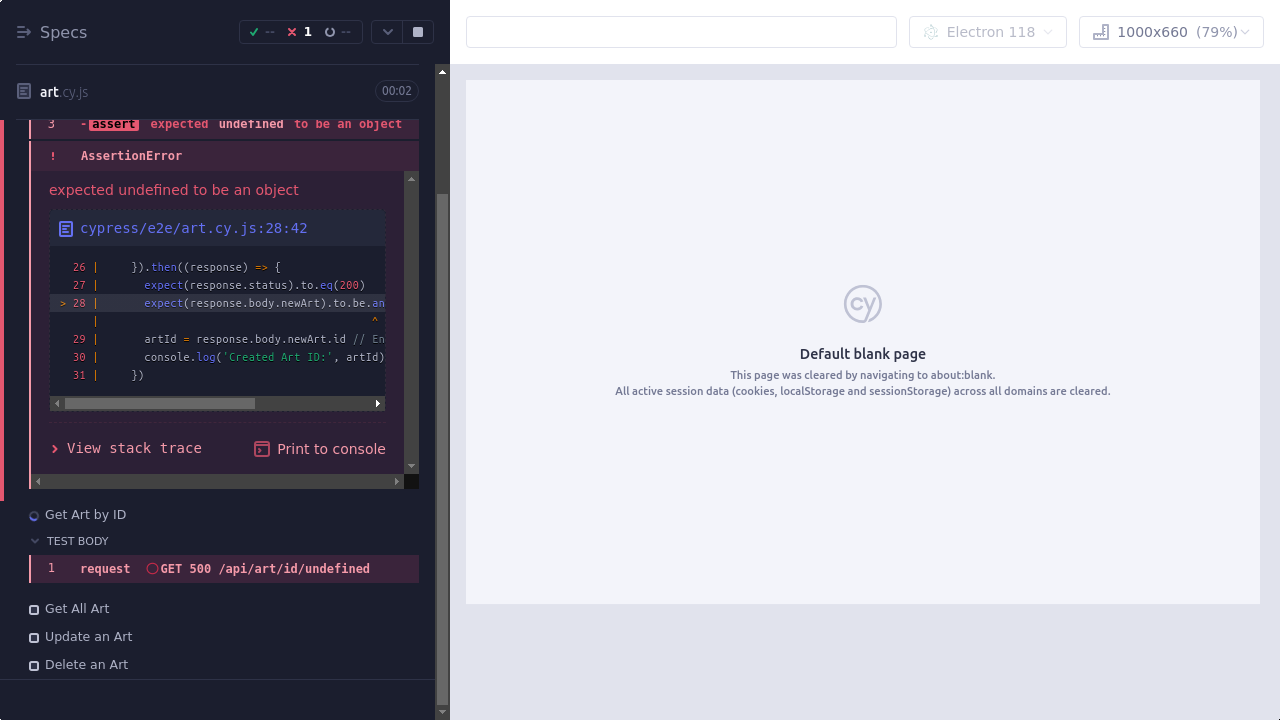 Specs
-- 1 --
Electron 118
1000x660 (79%)
art.cy.js
00:02
3 -assert expected undefined to be an object
! AssertionError
expected undefined to be an object
cypress/e2e/art.cy.js:28:42
26 | }).then((response) => {
27 | expect(response.status).to.eq(200)
> 28 | expect(response.body.newArt).to.be.an
| ^
29 | artId = response.body.newArt.id // En
30 | console.log('Created Art ID:', artId)
31 | })
> View stack trace
Print to console
Get Art by ID
TEST BODY
1 request GET 500 /api/art/id/undefined
Get All Art
Update an Art
Delete an Art
cy
Default blank page
This page was cleared by navigating to about:blank.
All active session data (cookies, localStorage and sessionStorage) across all domains are cleared.